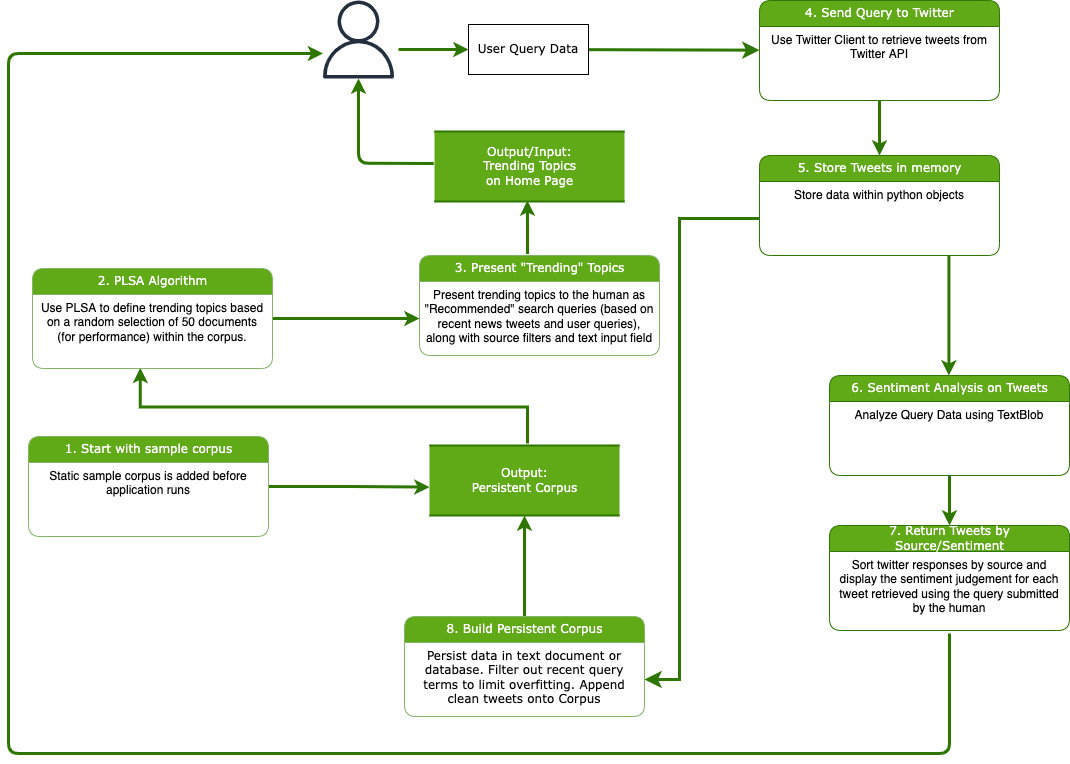 User Query Data
4. Send Query to Twitter
Use Twitter Client to retrieve tweets from
Twitter API
Output/Input:
Trending Topics
on Home Page
5. Store Tweets in memory
Store data within python objects
2. PLSA Algorithm
Use PLSA to define trending topics based
on a random selection of 50 documents
(for performance) within the corpus.
3. Present "Trending" Topics
Present trending topics to the human as
"Recommended" search queries (based on
recent news tweets and user queries),
along with source filters and text input field
6. Sentiment Analysis on Tweets
Analyze Query Data using TextBlob
1. Start with sample corpus
Static sample corpus is added before
application runs
Output:
Persistent Corpus
7. Return Tweets by
Source/Sentiment
Sort twitter responses by source and
display the sentiment judgement for each
tweet retrieved using the query submitted
by the human
8. Build Persistent Corpus
Persist data in text document or
database. Filter out recent query
terms to limit overfitting. Append
clean tweets onto Corpus